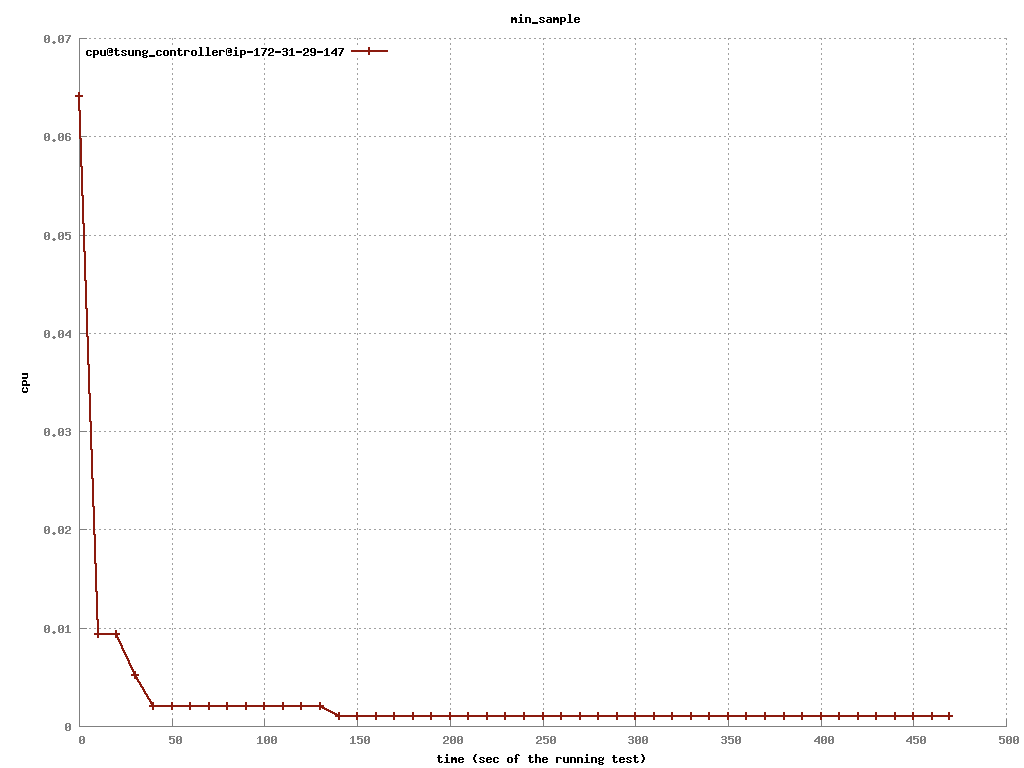 min_sample
cpu@tsung_controller@ip-172-31-29-147
0.07
0.06
0.05
0.04
0.03
0.02
0.01
0
cpu
0 50 100 150 200 250 300 350 400 450 500
time (sec of the running test)